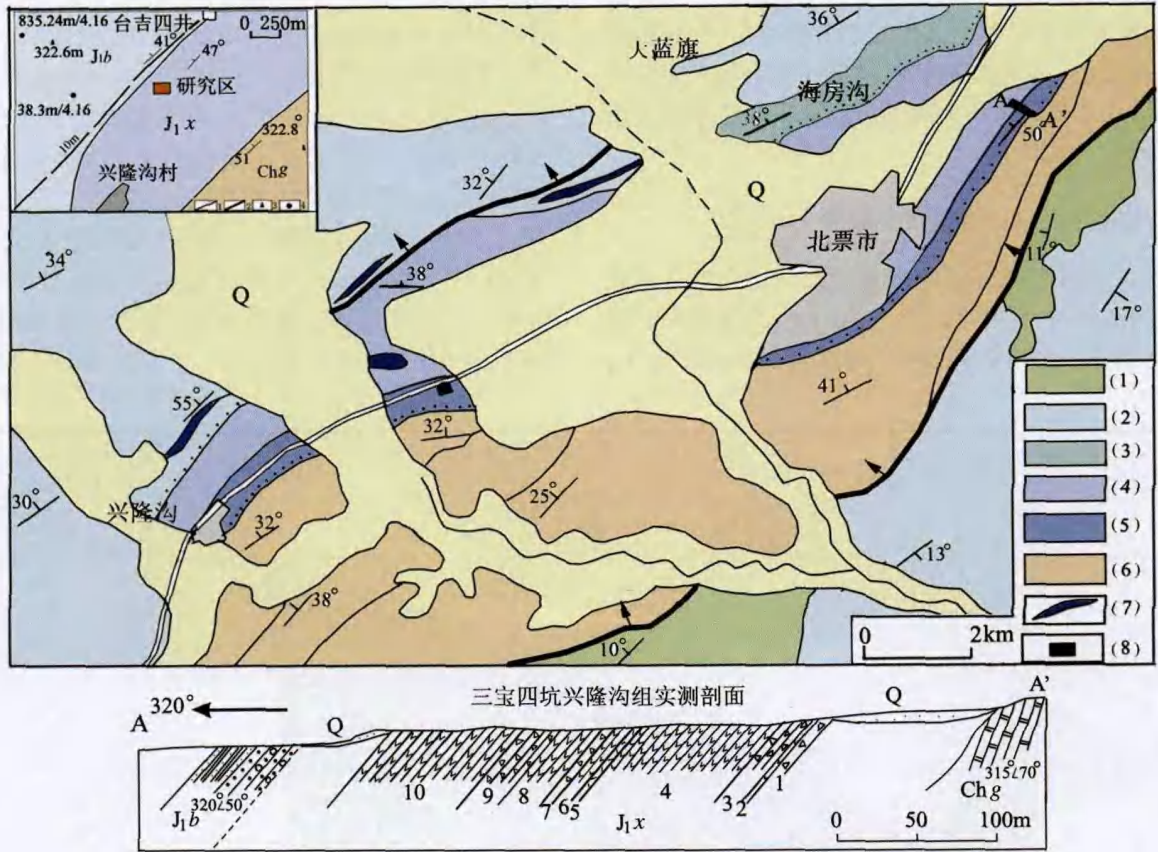 835.24m/4.16
台吉四井
0 250m
41°
47°
322.6m
J₁b
研究区
38.3m/4.16
J₁x
322.8°
10m
51
Chg
兴隆沟村
1 2 3 4
36°
大蓝旗
海房沟
38°
A
A'
50°
Q
32°
北票市
11°
34°
Q
38°
17°
55°
41°
32°
25°
30°
兴隆沟
32°
13°
38°
10°
0 2km
(1)
(2)
(3)
(4)
(5)
(6)
(7)
(8)
三宝四坑兴隆沟组实测剖面
A 320° Q Q A'
10 9 8 7 6 5 4 3 2 1
320°∠50°
315°∠70°
J₁b
J₁x
Chg
0 50 100m